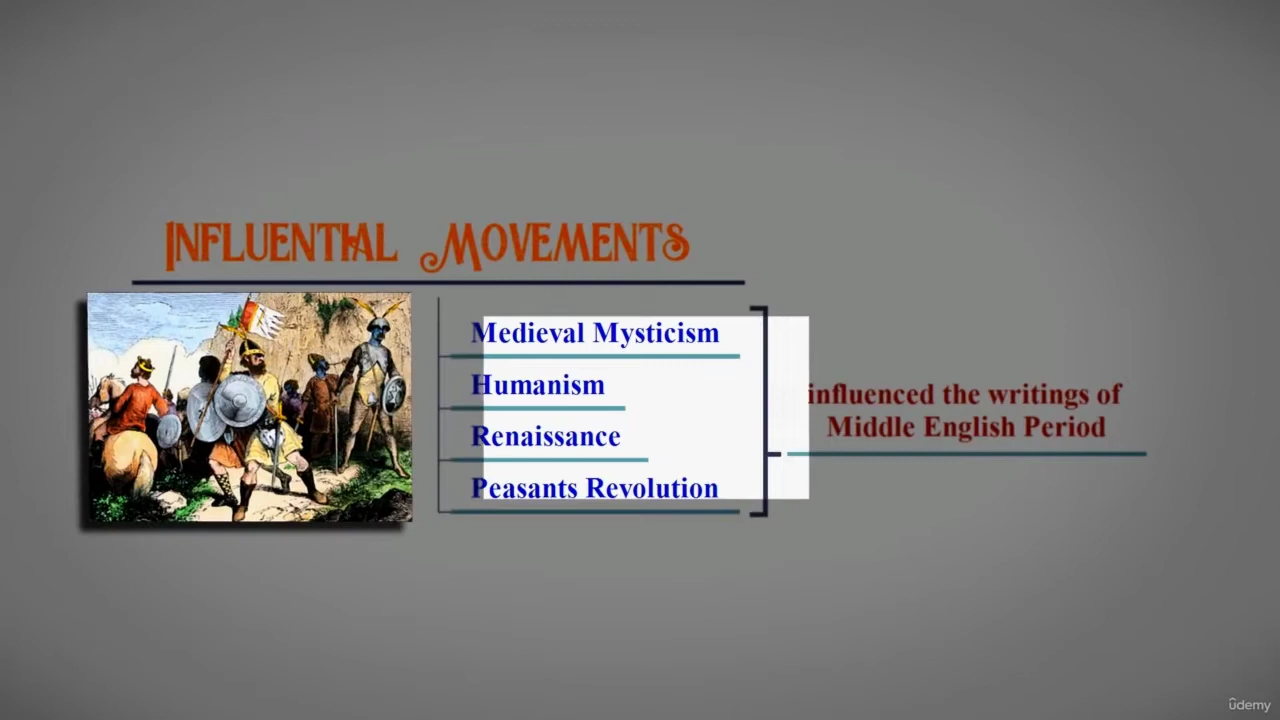 INFLUENTIAL MOVEMENTS
Medieval Mysticism
Humanism
Renaissance
Peasants Revolution
influenced the writings of
Middle English Period
ûdemy